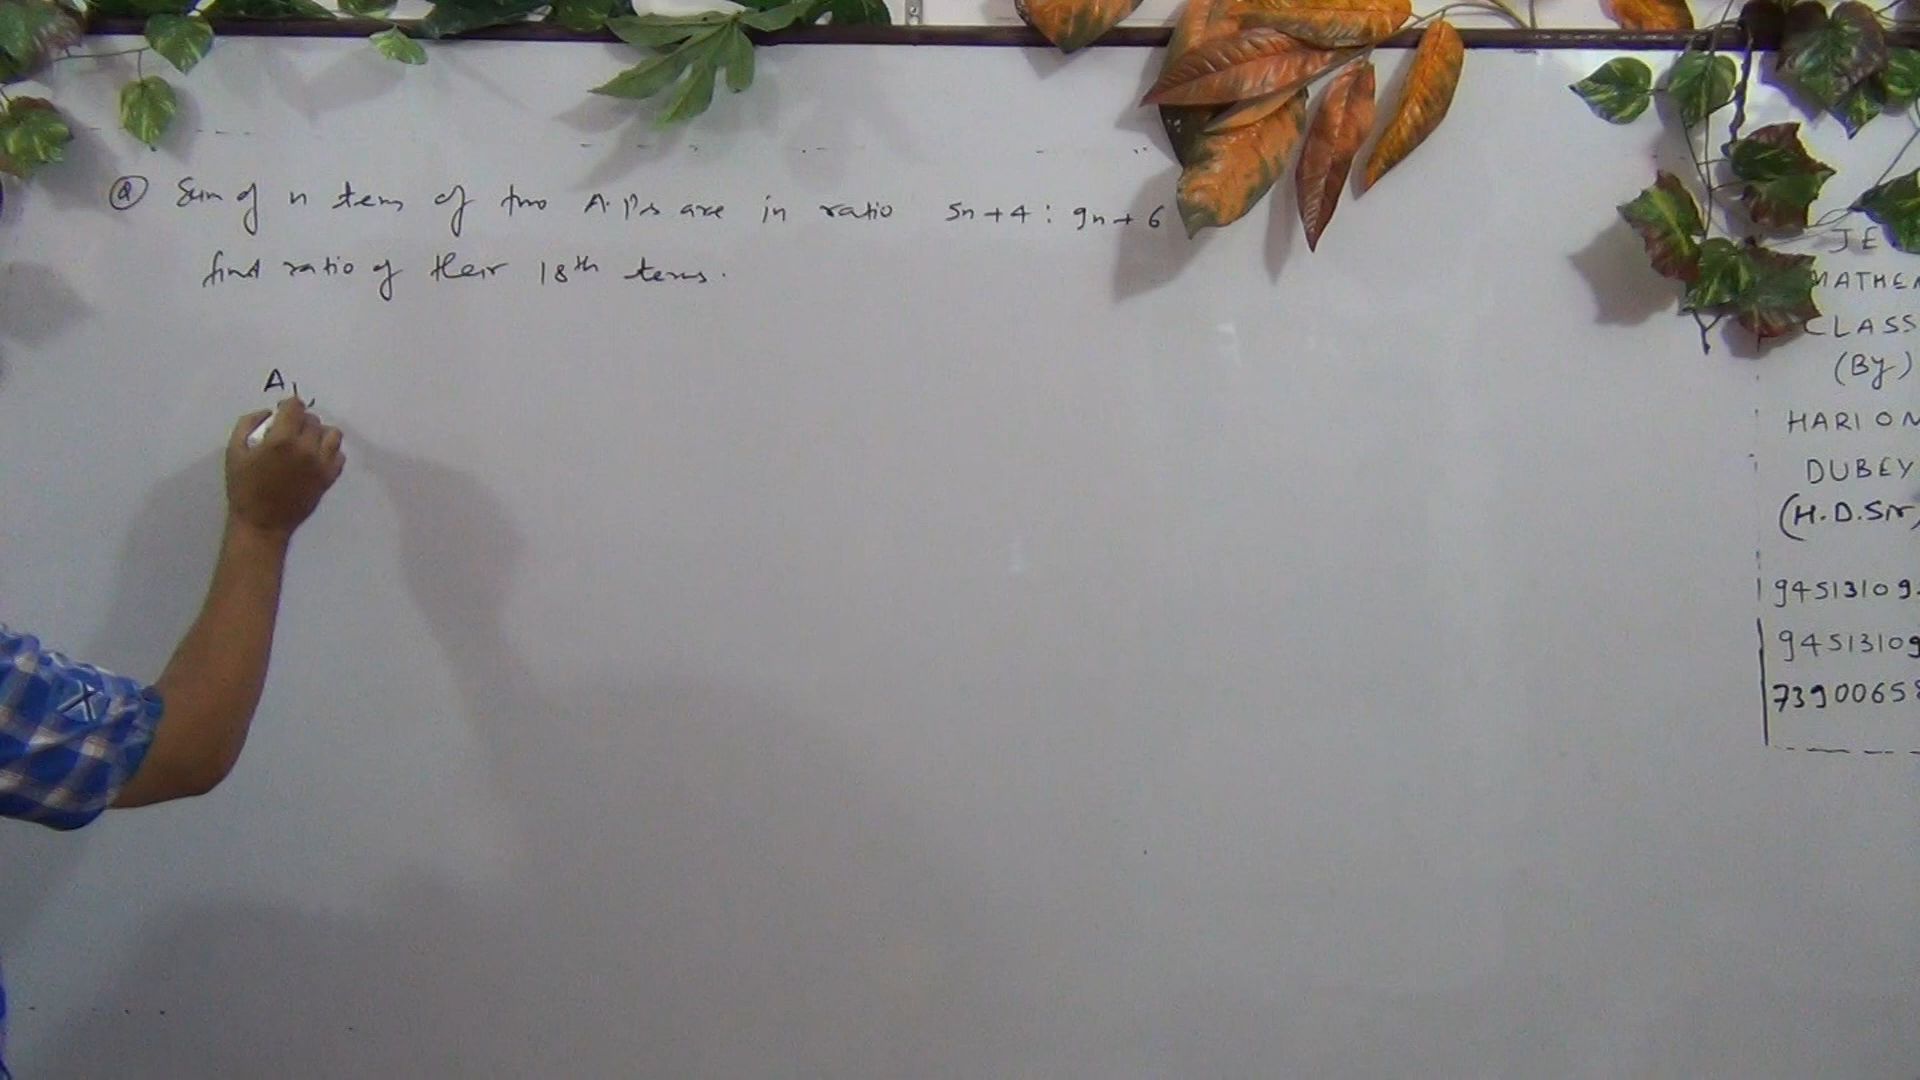 Q Sum of n terms of two A.P.s are in ratio 5n+4 : 9n+6
find ratio of their 18th terms.
A
JE
MATHE
CLASS
(By)
HARI OM
DUBEY
(H.D.Sir)
94513109
94513109
7390065